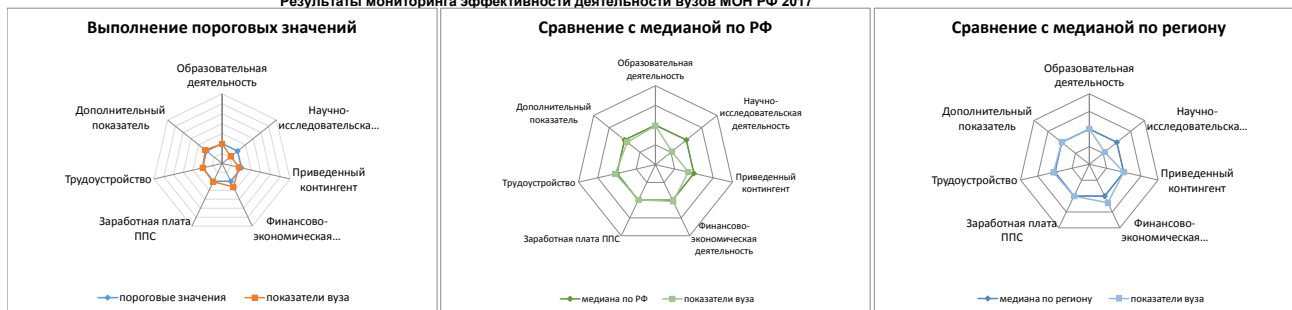 Результаты мониторинга эффективности деятельности вузов МОН РФ 2017
Выполнение пороговых значений
Образовательная
деятельность
Научно-
исследовательска...
Приведенный
контингент
Финансово-
экономическая...
Заработная плата
ППС
Трудоустройство
Дополнительный
показатель
пороговые значения
показатели вуза
Сравнение с медианой по РФ
Образовательная
деятельность
Научно-
исследовательская
деятельность
Приведенный
контингент
Финансово-
экономическая
деятельность
Заработная плата ППС
Трудоустройство
Дополнительный
показатель
медиана по РФ
показатели вуза
Сравнение с медианой по региону
Образовательная
деятельность
Научно-
исследовательска...
Приведенный
контингент
Финансово-
экономическая...
Заработная плата
ППС
Трудоустройство
Дополнительный
показатель
медиана по региону
показатели вуза